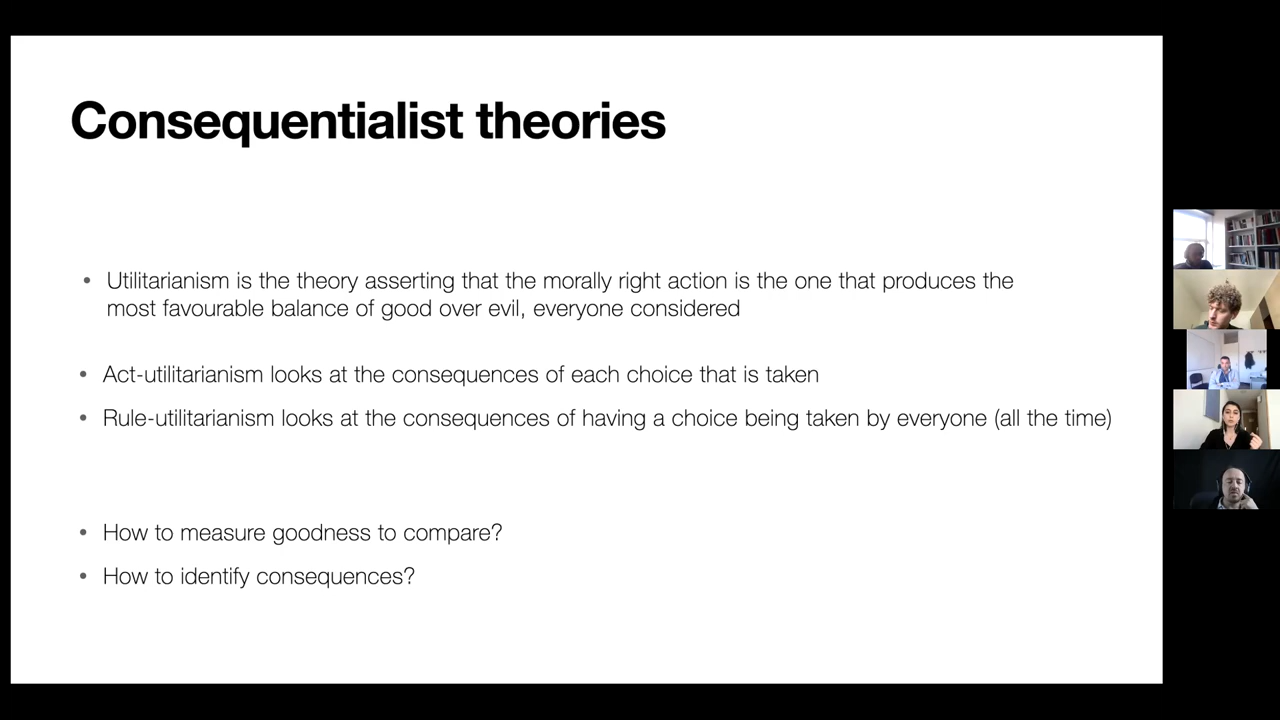 Consequentialist theories
• Utilitarianism is the theory asserting that the morally right action is the one that produces the
most favourable balance of good over evil, everyone considered
• Act-utilitarianism looks at the consequences of each choice that is taken
• Rule-utilitarianism looks at the consequences of having a choice being taken by everyone (all the time)
• How to measure goodness to compare?
• How to identify consequences?